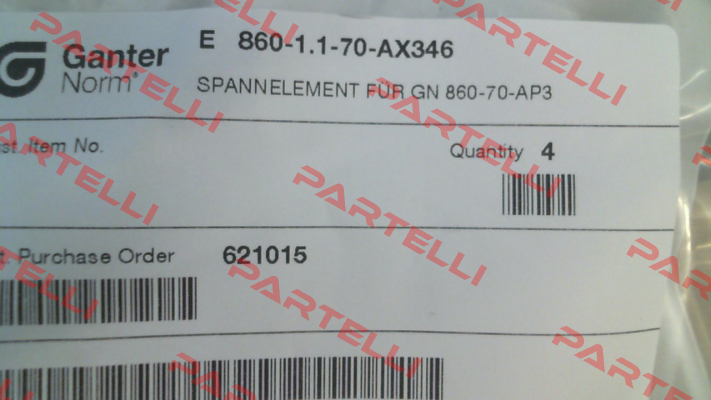 Ganter
Norm®
E 860-1.1-70-AX346
SPANNELEMENT FÜR GN 860-70-AP3
Item No.
Quantity 4
Purchase Order 621015
PARTELLI
PARTELLI
PARTELLI
PARTELLI
PARTELLI
PARTELLI